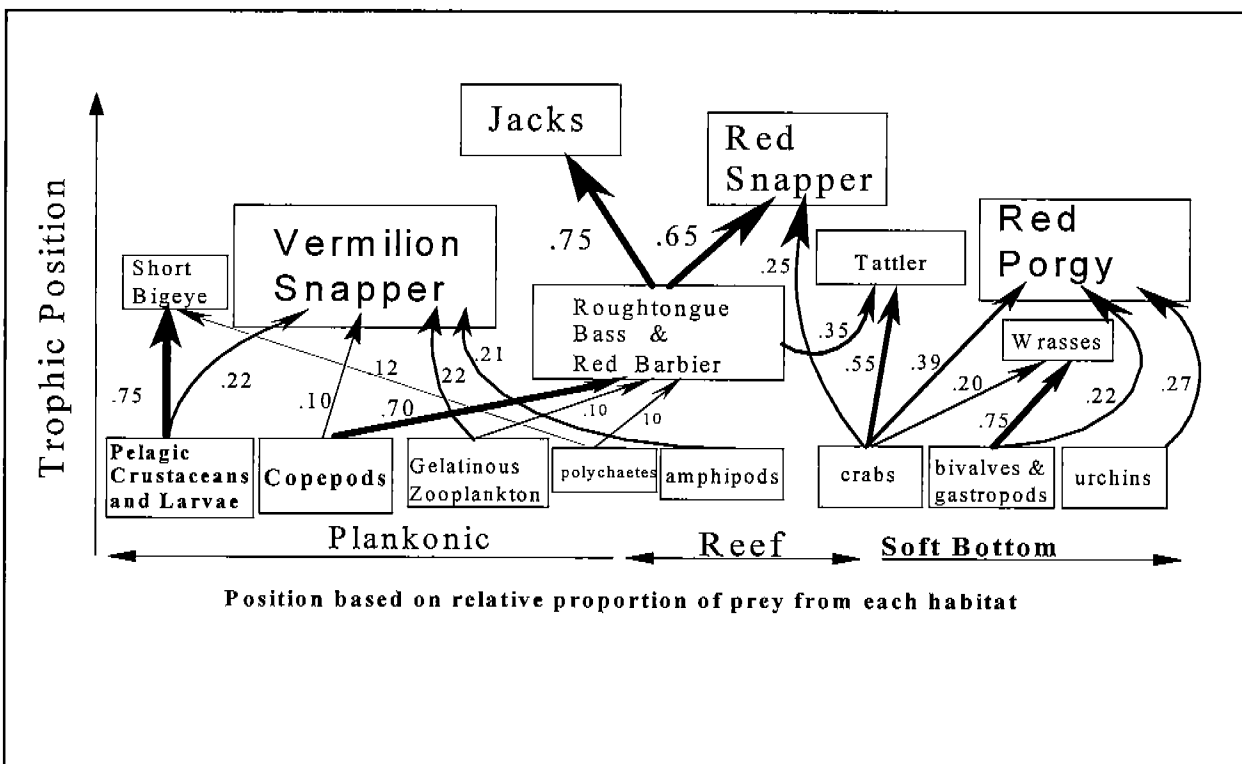 Trophic Position
Jacks
Red
Snapper
Vermilion
Snapper
Red
Porgy
Short
Bigeye
Tattler
Roughtongue
Bass &
Red Barbier
Wrasses
.75
.65
.25
.35
.55
.39
.20
.75
.22
.27
.75
.22
.10
.12
.70
.22
.21
.10
.10
Pelagic
Crustaceans
and Larvae
Copepods
Gelatinous
Zooplankton
polychaetes
amphipods
crabs
bivalves &
gastropods
urchins
Plankonic
Reef
Soft Bottom
Position based on relative proportion of prey from each habitat